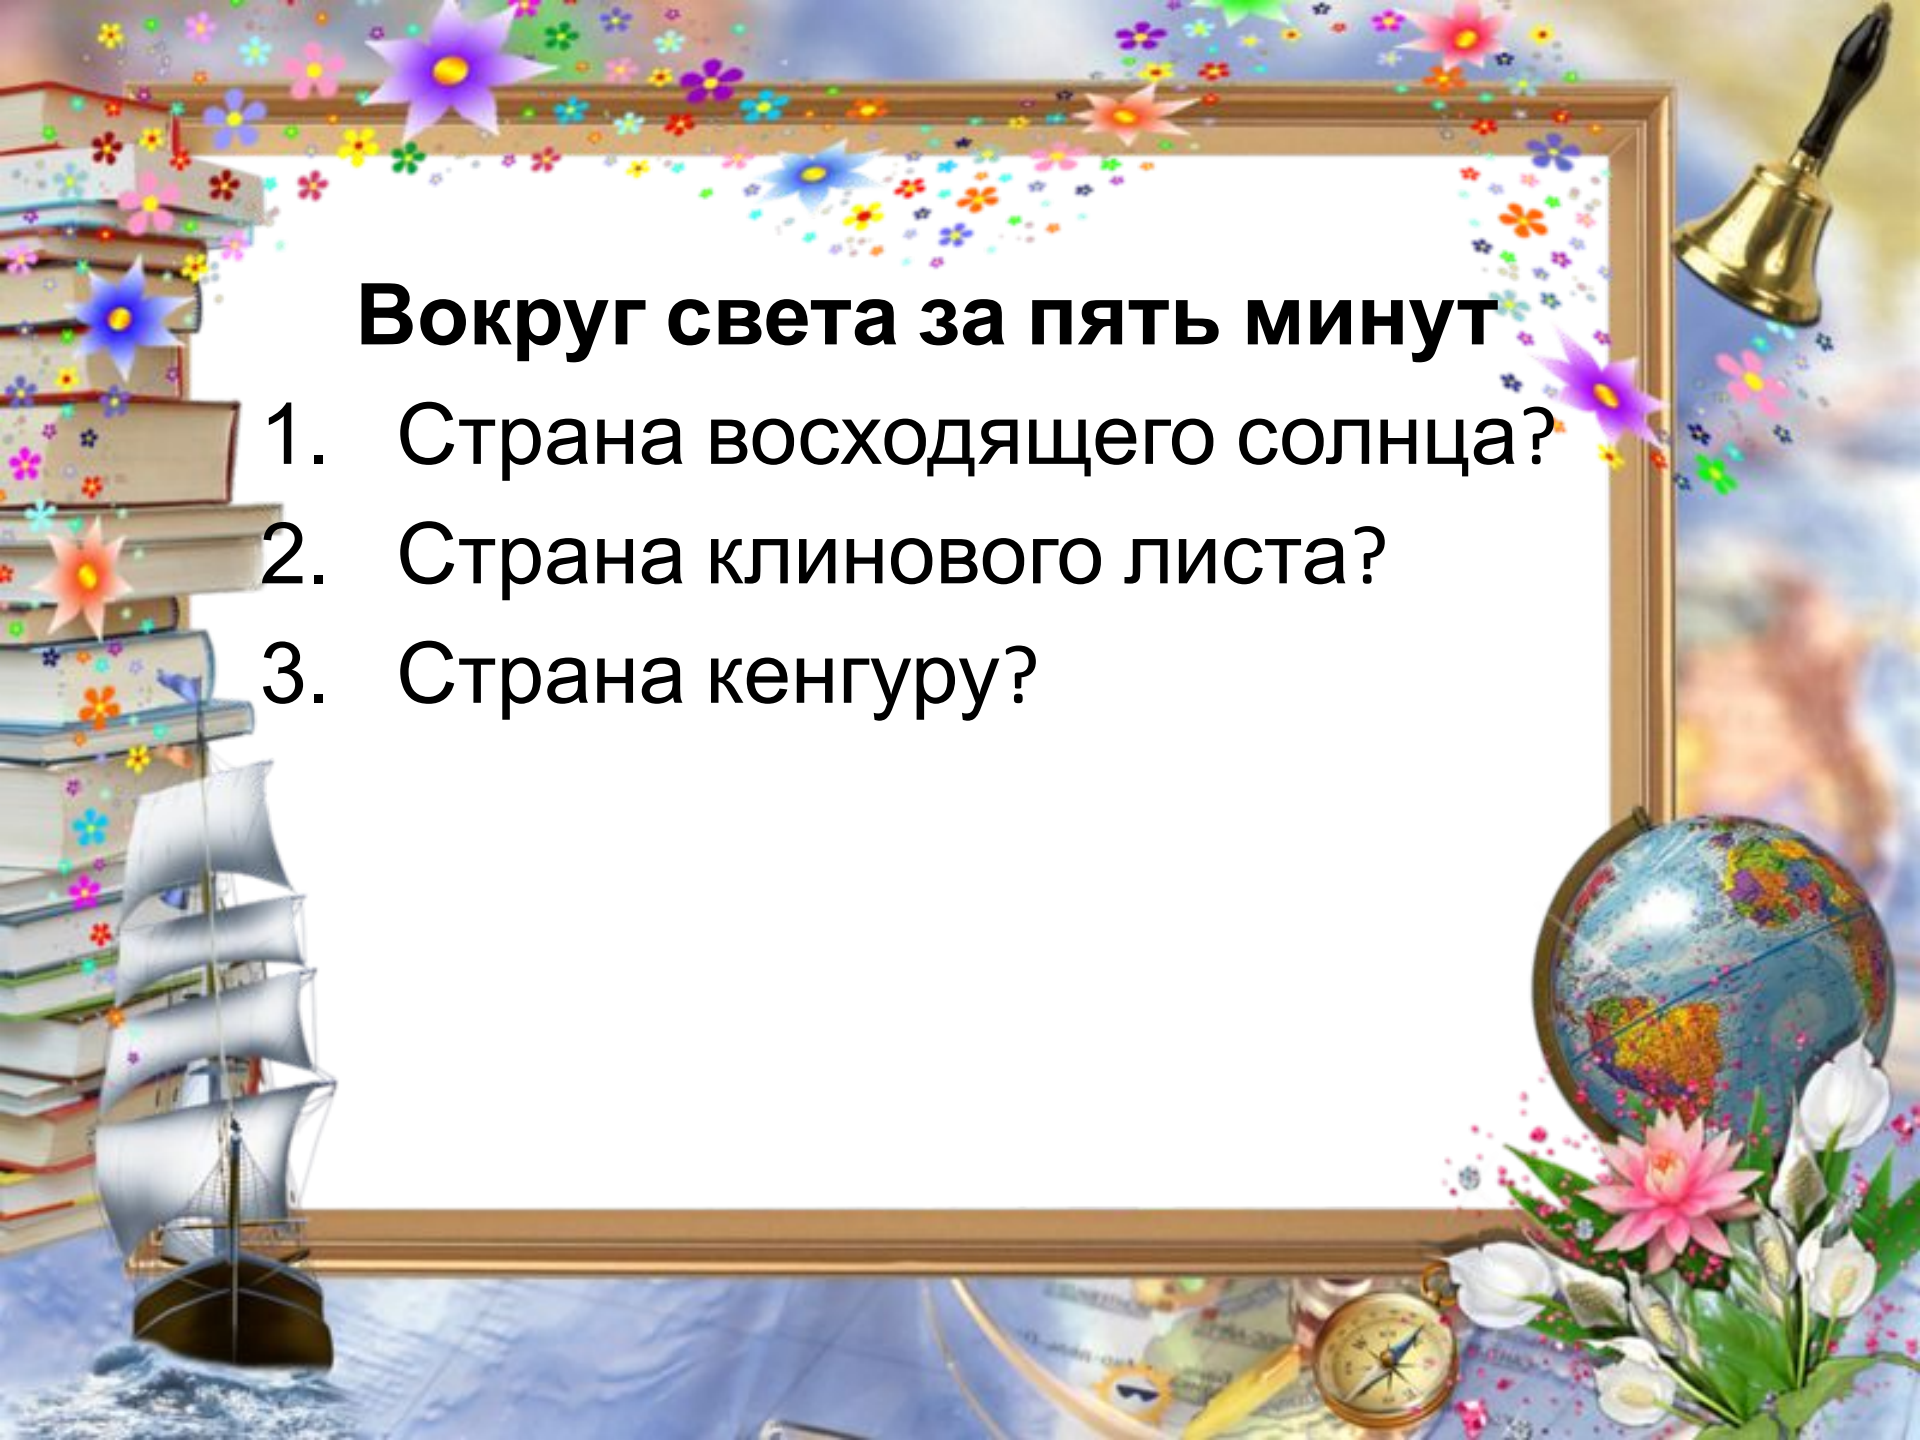 Вокруг света за пять минут
1. Страна восходящего солнца?
2. Страна клинового листа?
3. Страна кенгуру?